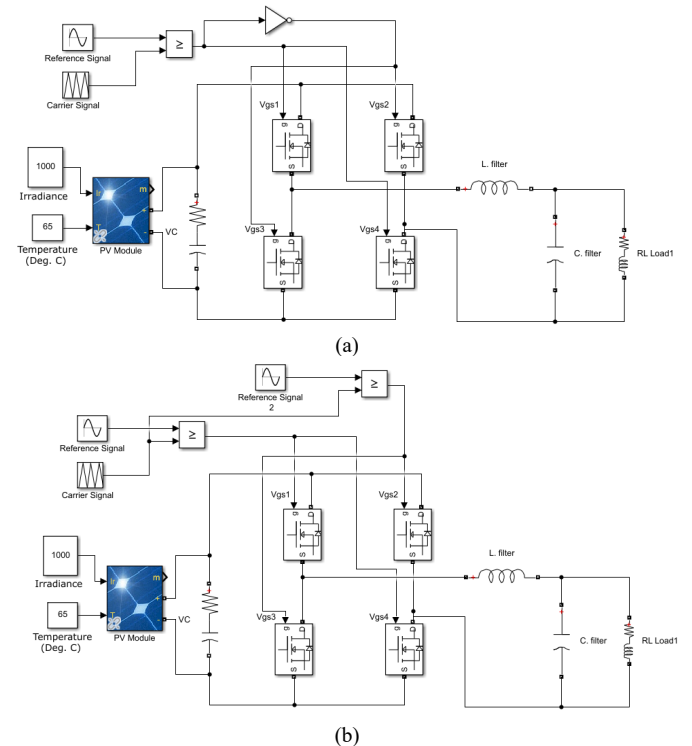 Reference Signal
≥
Carrier Signal
Vgs1
Vgs2
g
D
S
g
D
S
1000
Irradiance
Ir
m
+
-
T
65
Temperature
(Deg. C)
PV Module
VC
Vgs3
Vgs4
g
D
S
g
D
S
L. filter
C. filter
RL Load1
(a)
Reference Signal
2
≥
Reference Signal
≥
Carrier Signal
Vgs1
Vgs2
g
D
S
g
D
S
1000
Irradiance
Ir
m
+
-
T
65
Temperature
(Deg. C)
PV Module
VC
Vgs3
Vgs4
g
D
S
g
D
S
L. filter
C. filter
RL Load1
(b)